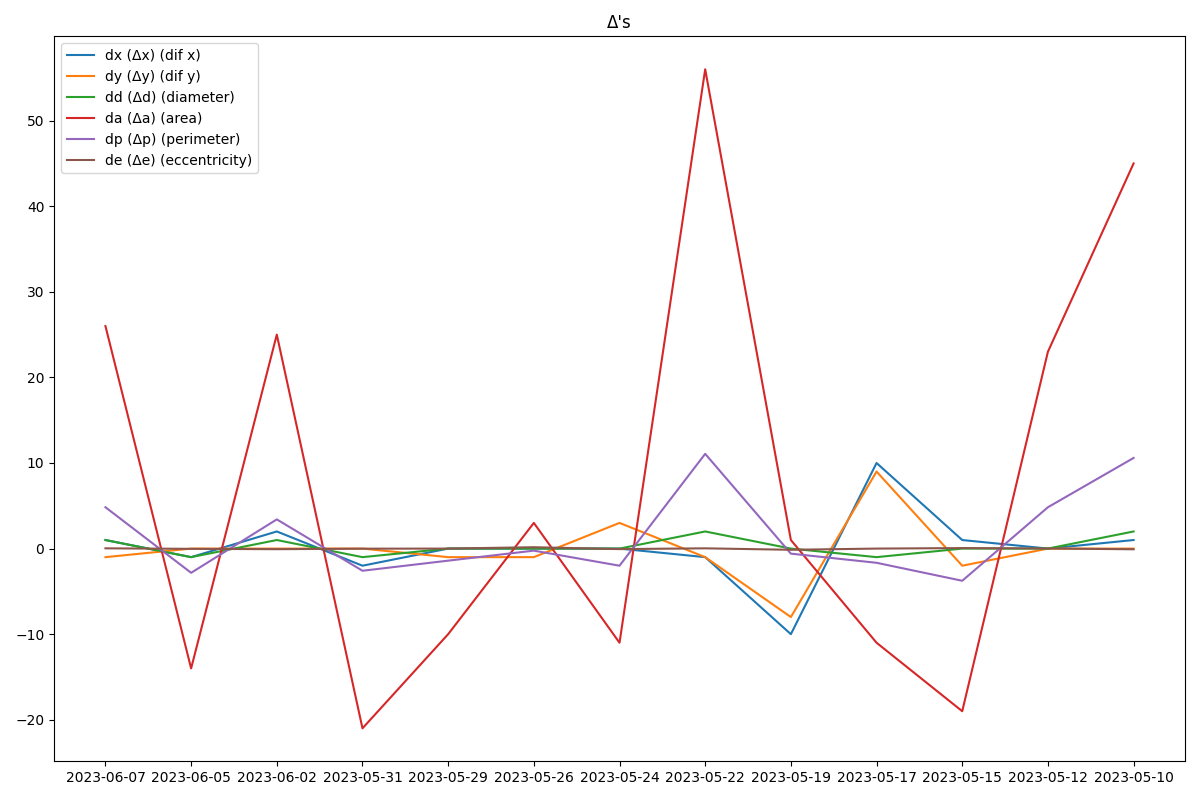 Δ's
dx (Δx) (dif x)
dy (Δy) (dif y)
dd (Δd) (diameter)
da (Δa) (area)
dp (Δp) (perimeter)
de (Δe) (eccentricity)
50
40
30
20
10
0
−10
−20
2023-06-07 2023-06-05 2023-06-02 2023-05-31 2023-05-29 2023-05-26 2023-05-24 2023-05-22 2023-05-19 2023-05-17 2023-05-15 2023-05-12 2023-05-10